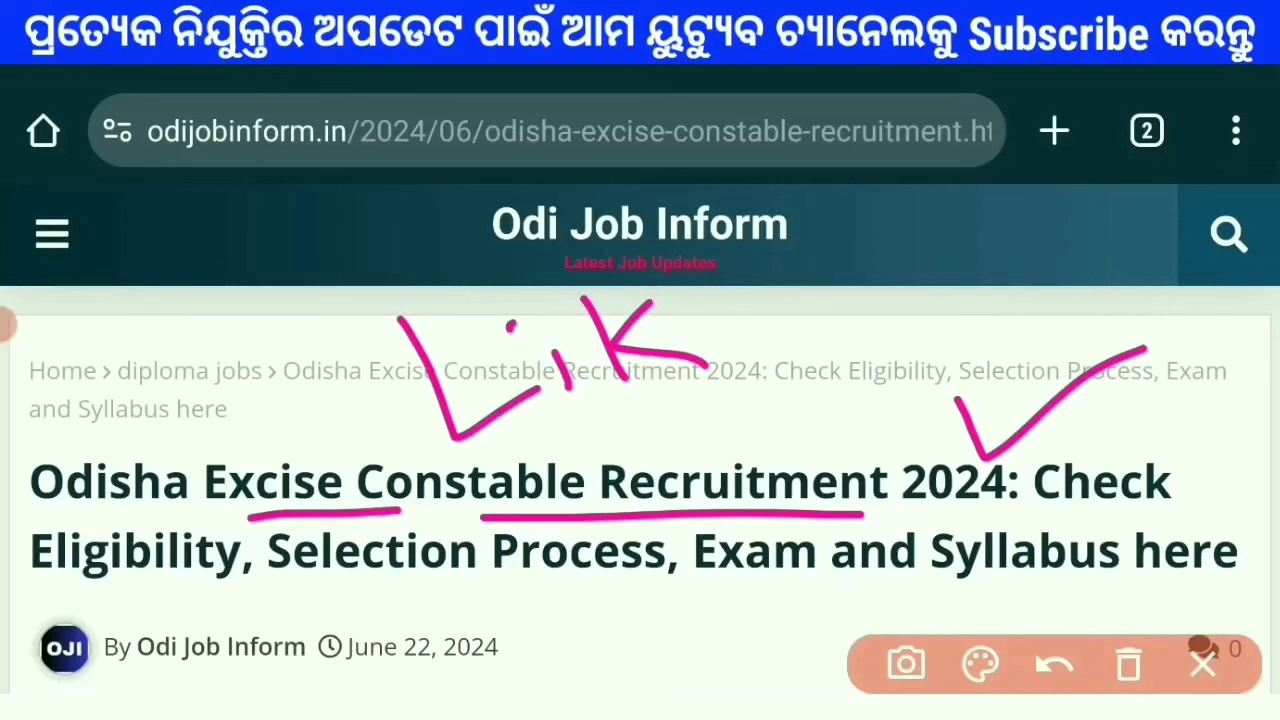 ପ୍ରତ୍ୟେକ ନିଯୁକ୍ତିର ଅପଡେଟ ପାଇଁ ଆମ ୟୁଟ୍ୟୁବ ଚ୍ୟାନେଲକୁ Subscribe କରନ୍ତୁ
odijobinform.in/2024/06/odisha-excise-constable-recruitment.ht
2
Odi Job Inform
Latest Job Updates
Lik
Home › diploma jobs › Odisha Excise Constable Recruitment 2024: Check Eligibility, Selection Process, Exam
and Syllabus here
Odisha Excise Constable Recruitment 2024: Check
Eligibility, Selection Process, Exam and Syllabus here
OJI By Odi Job Inform June 22, 2024
0